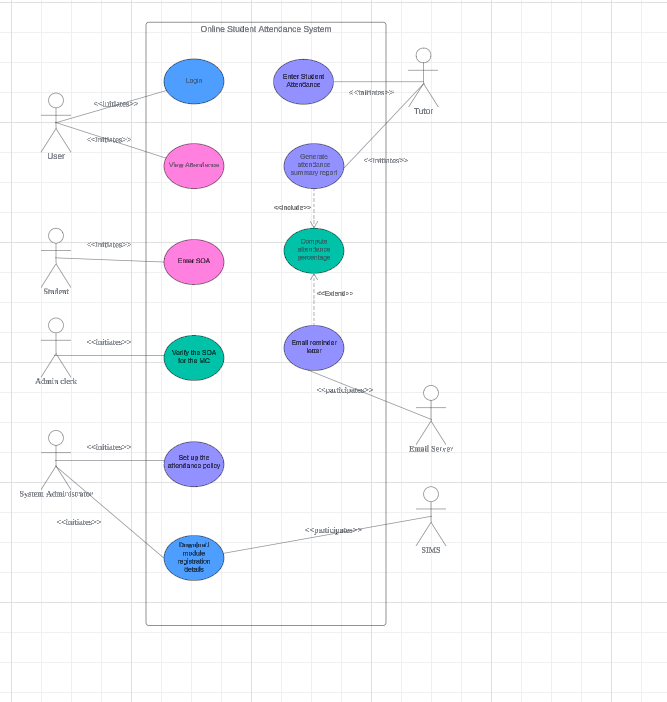 Online Student Attendance System
Login
Enter Student
Attendance
<<initiates>>
<<initiates>>
Tutor
<<initiates>>
User
View Attendance
Generate
attendance
summary report
<<initiates>>
<<include>>
<<initiates>>
Student
Enter SOA
Compute
attendance
percentage
<<Extend>>
<<initiates>>
Admin clerk
Verify the SOA
for the MC
Email reminder
letter
<<participates>>
Email Server
<<initiates>>
System Administrator
Set up the
attendance policy
<<initiates>>
<<participates>>
Download
module
registration
details
SIMS